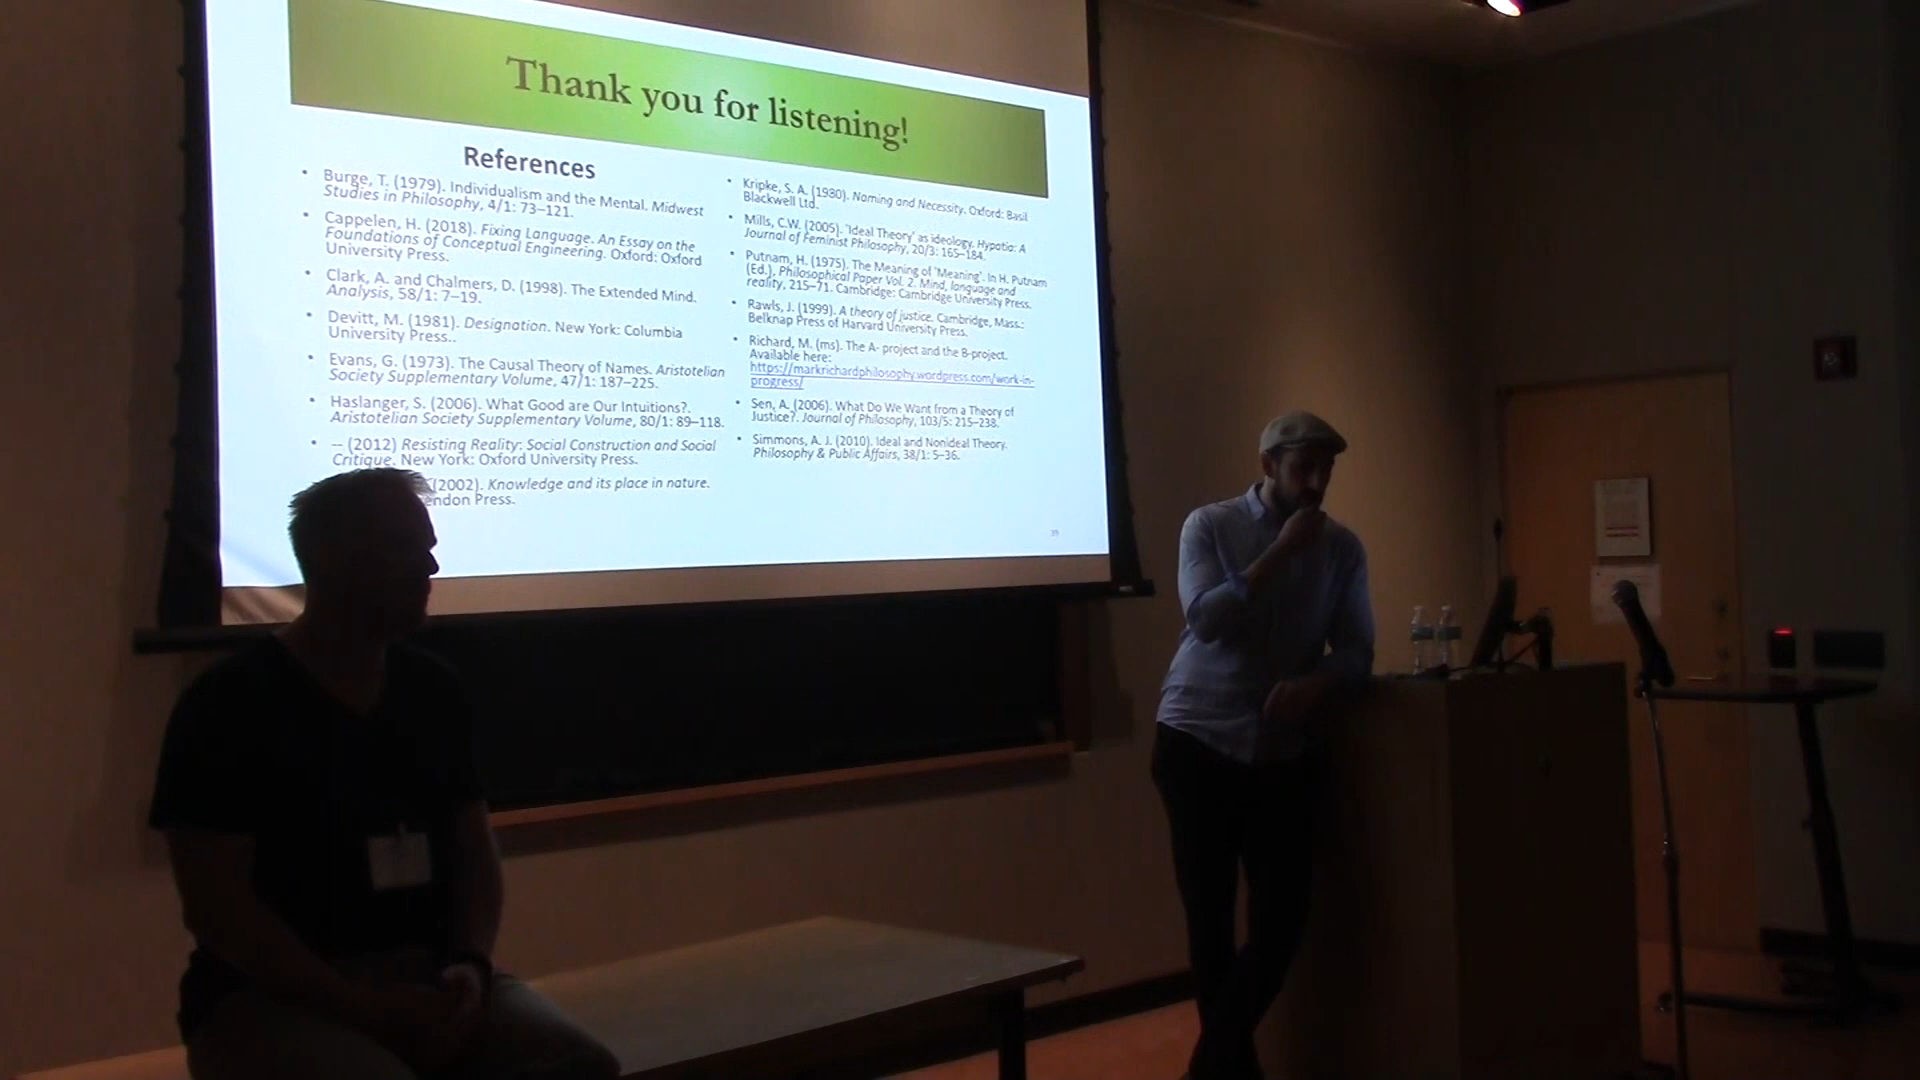 Thank you for listening!
References
• Burge, T. (1979). Individualism and the Mental. Midwest
Studies in Philosophy, 4/1: 73–121.
• Cappelen, H. (2018). Fixing Language. An Essay on the
Foundations of Conceptual Engineering. Oxford: Oxford
University Press.
• Clark, A. and Chalmers, D. (1998). The Extended Mind.
Analysis, 58/1: 7–19.
• Devitt, M. (1981). Designation. New York: Columbia
University Press..
• Evans, G. (1973). The Causal Theory of Names. Aristotelian
Society Supplementary Volume, 47/1: 187–225.
• Haslanger, S. (2006). What Good are Our Intuitions?.
Aristotelian Society Supplementary Volume, 80/1: 89–118.
• -- (2012) Resisting Reality: Social Construction and Social
Critique. New York: Oxford University Press.
(2002). Knowledge and its place in nature.
endon Press.
• Kripke, S. A. (1980). Naming and Necessity. Oxford: Basil
Blackwell Ltd.
• Mills, C.W. (2005). 'Ideal Theory' as ideology. Hypatia: A
Journal of Feminist Philosophy, 20/3: 165–184.
• Putnam, H. (1975). The Meaning of 'Meaning'. In H. Putnam
(Ed.), Philosophical Paper Vol. 2. Mind, language and
reality, 215–71. Cambridge: Cambridge University Press.
• Rawls, J. (1999). A theory of justice. Cambridge, Mass.:
Belknap Press of Harvard University Press.
• Richard, M. (ms). The A- project and the B-project.
Available here:
https://markrichardphilosophy.wordpress.com/work-in-
progress/
• Sen, A. (2006). What Do We Want from a Theory of
Justice?. Journal of Philosophy, 103/5: 215–238.
• Simmons, A. J. (2010). Ideal and Nonideal Theory.
Philosophy & Public Affairs, 38/1: 5–36.